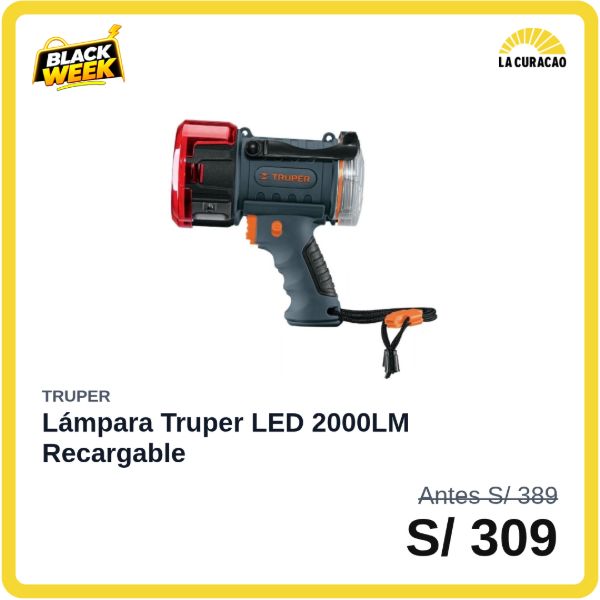 BLACK
WEEK
LA CURACAO
TRUPER
TRUPER
Lámpara Truper LED 2000LM
Recargable
Antes S/ 389
S/ 309